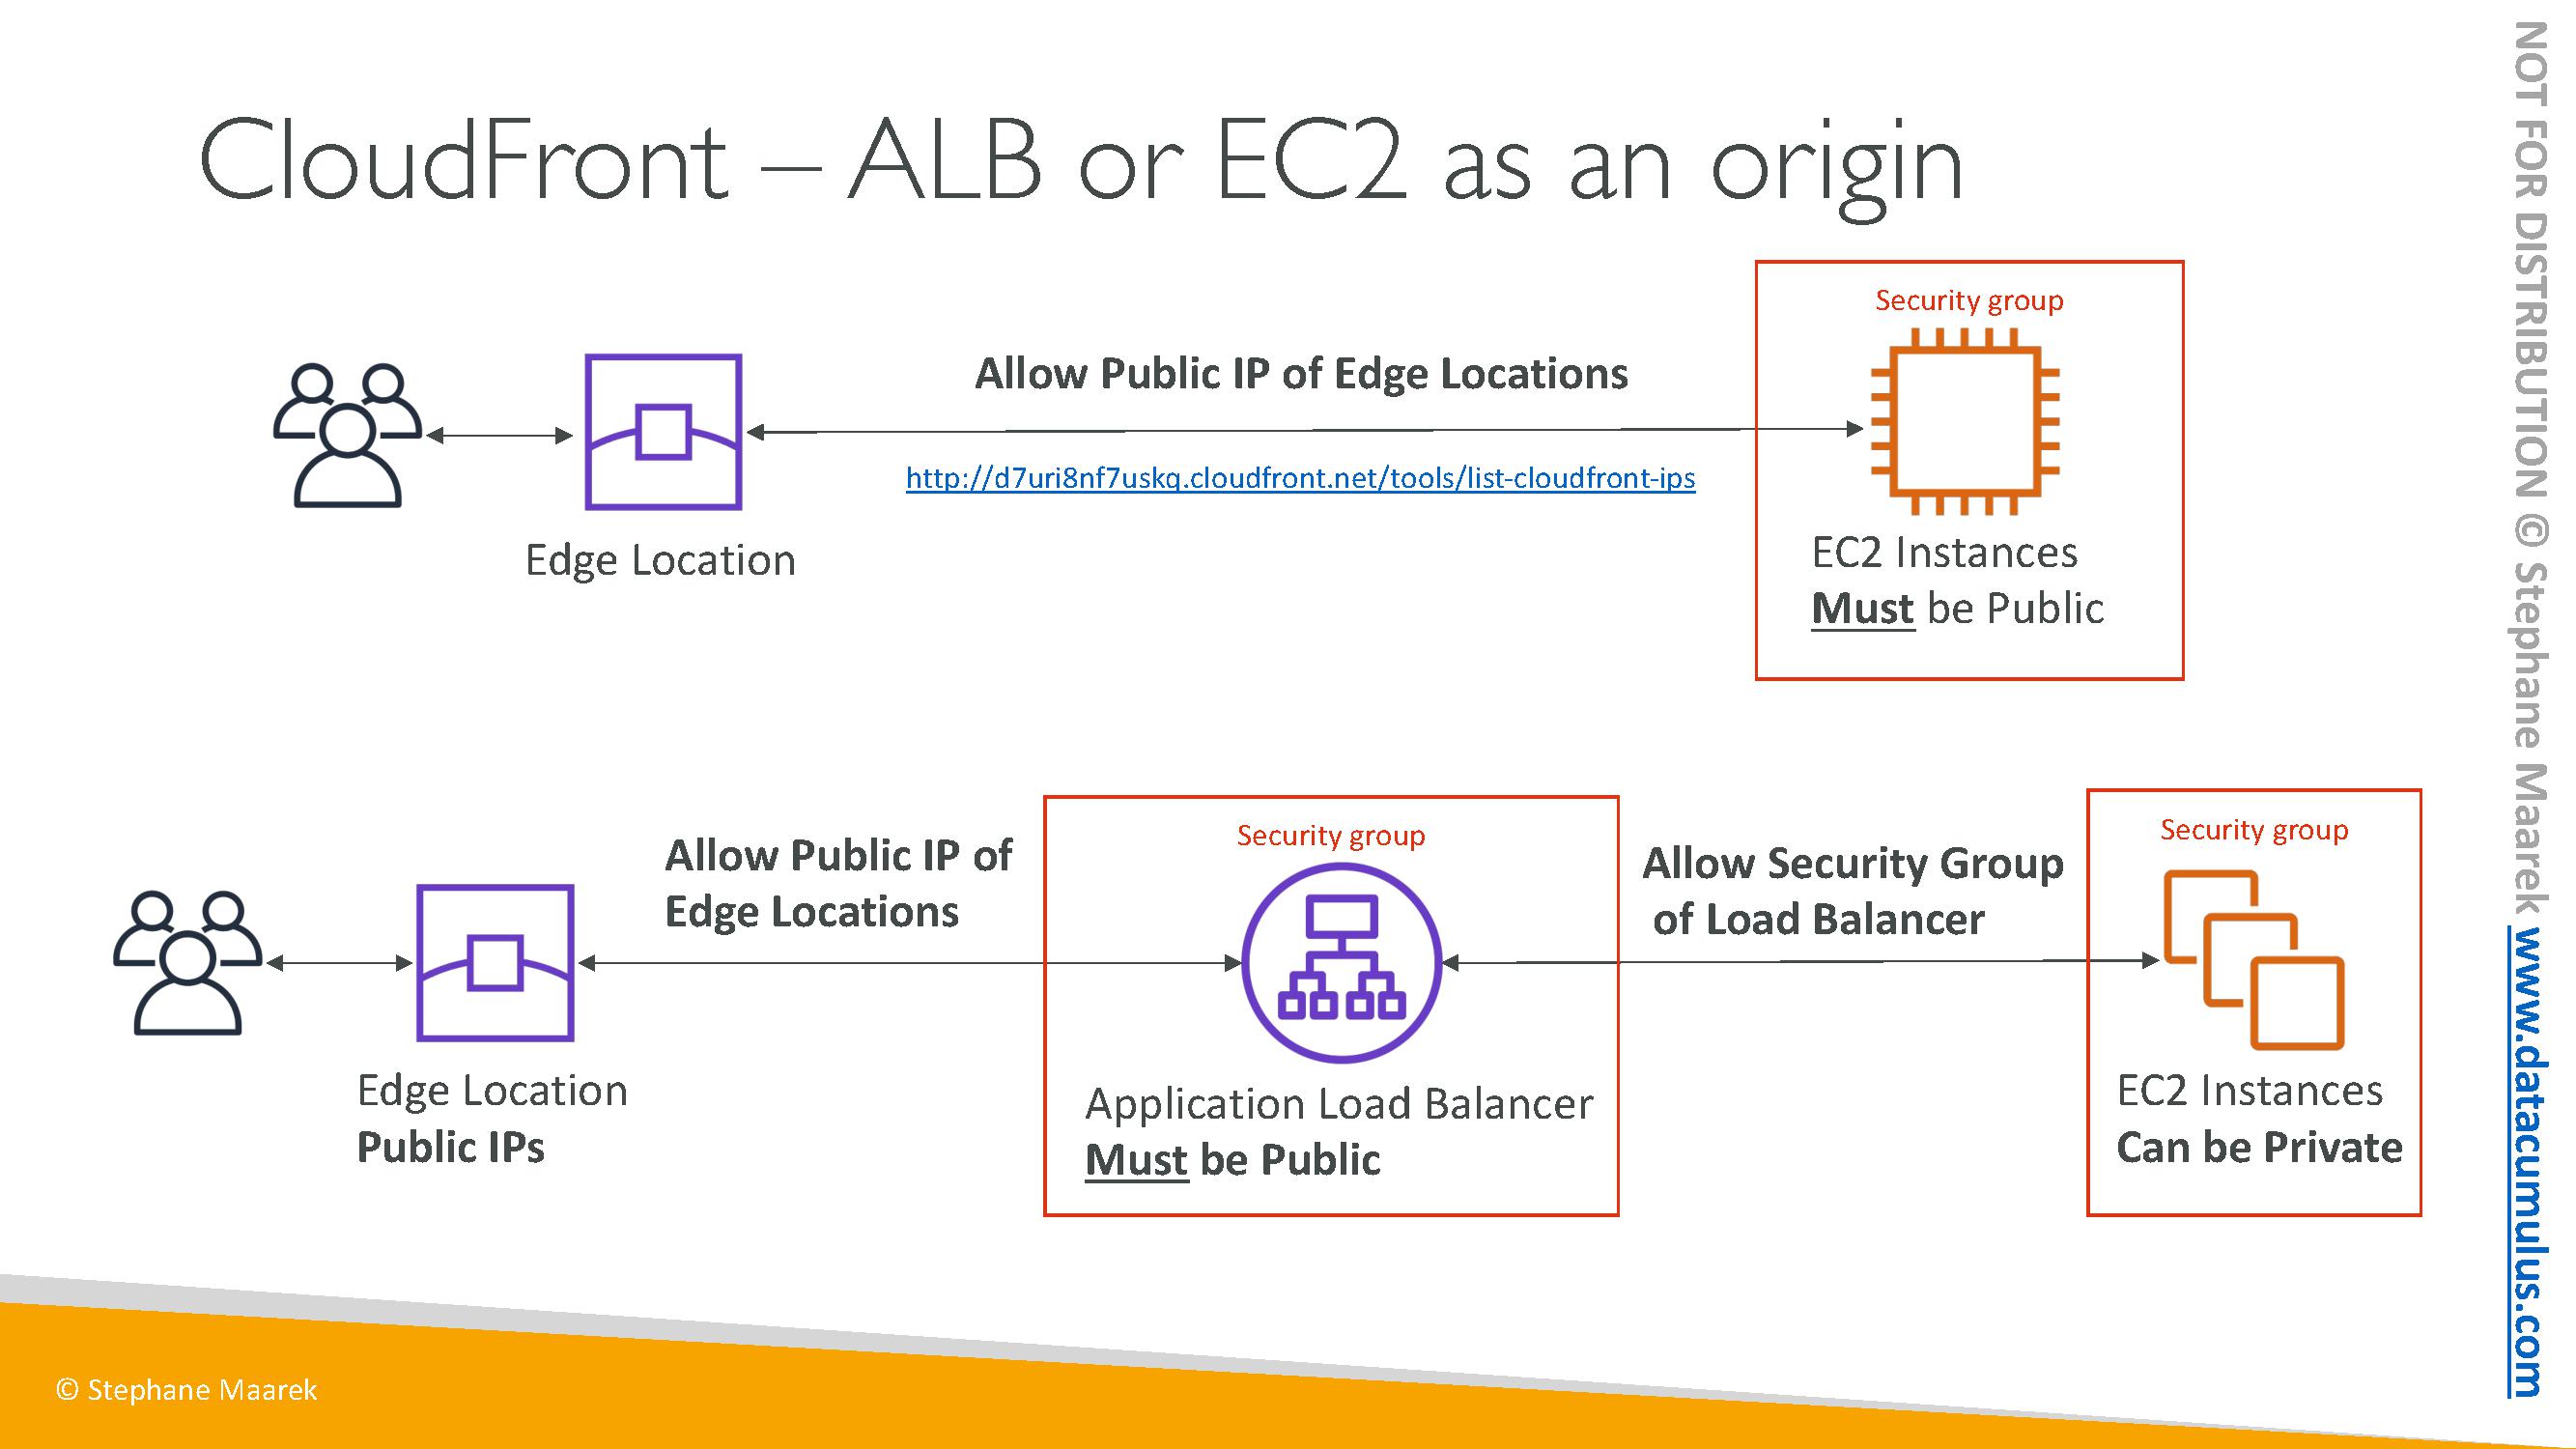 CloudFront – ALB or EC2 as an origin
Security group
Allow Public IP of Edge Locations
http://d7uri8nf7uskq.cloudfront.net/tools/list-cloudfront-ips
Edge Location
EC2 Instances
Must be Public
Security group
Security group
Allow Public IP of
Edge Locations
Allow Security Group
of Load Balancer
Edge Location
Public IPs
Application Load Balancer
Must be Public
EC2 Instances
Can be Private
© Stephane Maarek
NOT FOR DISTRIBUTION © Stephane Maarek www.datacumulus.com